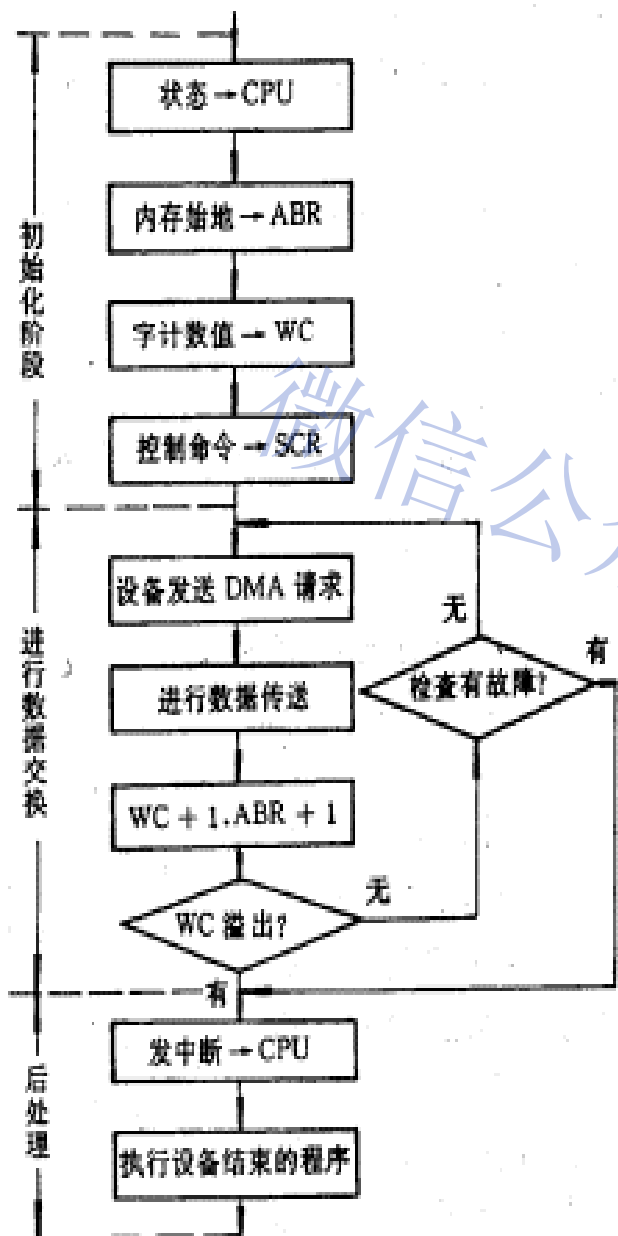 状态→CPU
内存始地→ABR
字计数值→WC
控制命令→SCR
初始化阶段
设备发送 DMA 请求
无
有
检查有故障?
进行数据传送
WC + 1.ABR + 1
无
WC 溢出?
进行数据交换
有
发中断→CPU
执行设备结束的程序
后处理
微信公